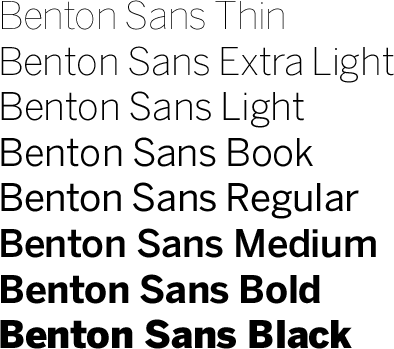 Benton Sans Thin
Benton Sans Extra Light
Benton Sans Light
Benton Sans Book
Benton Sans Regular
Benton Sans Medium
Benton Sans Bold
Benton Sans Black